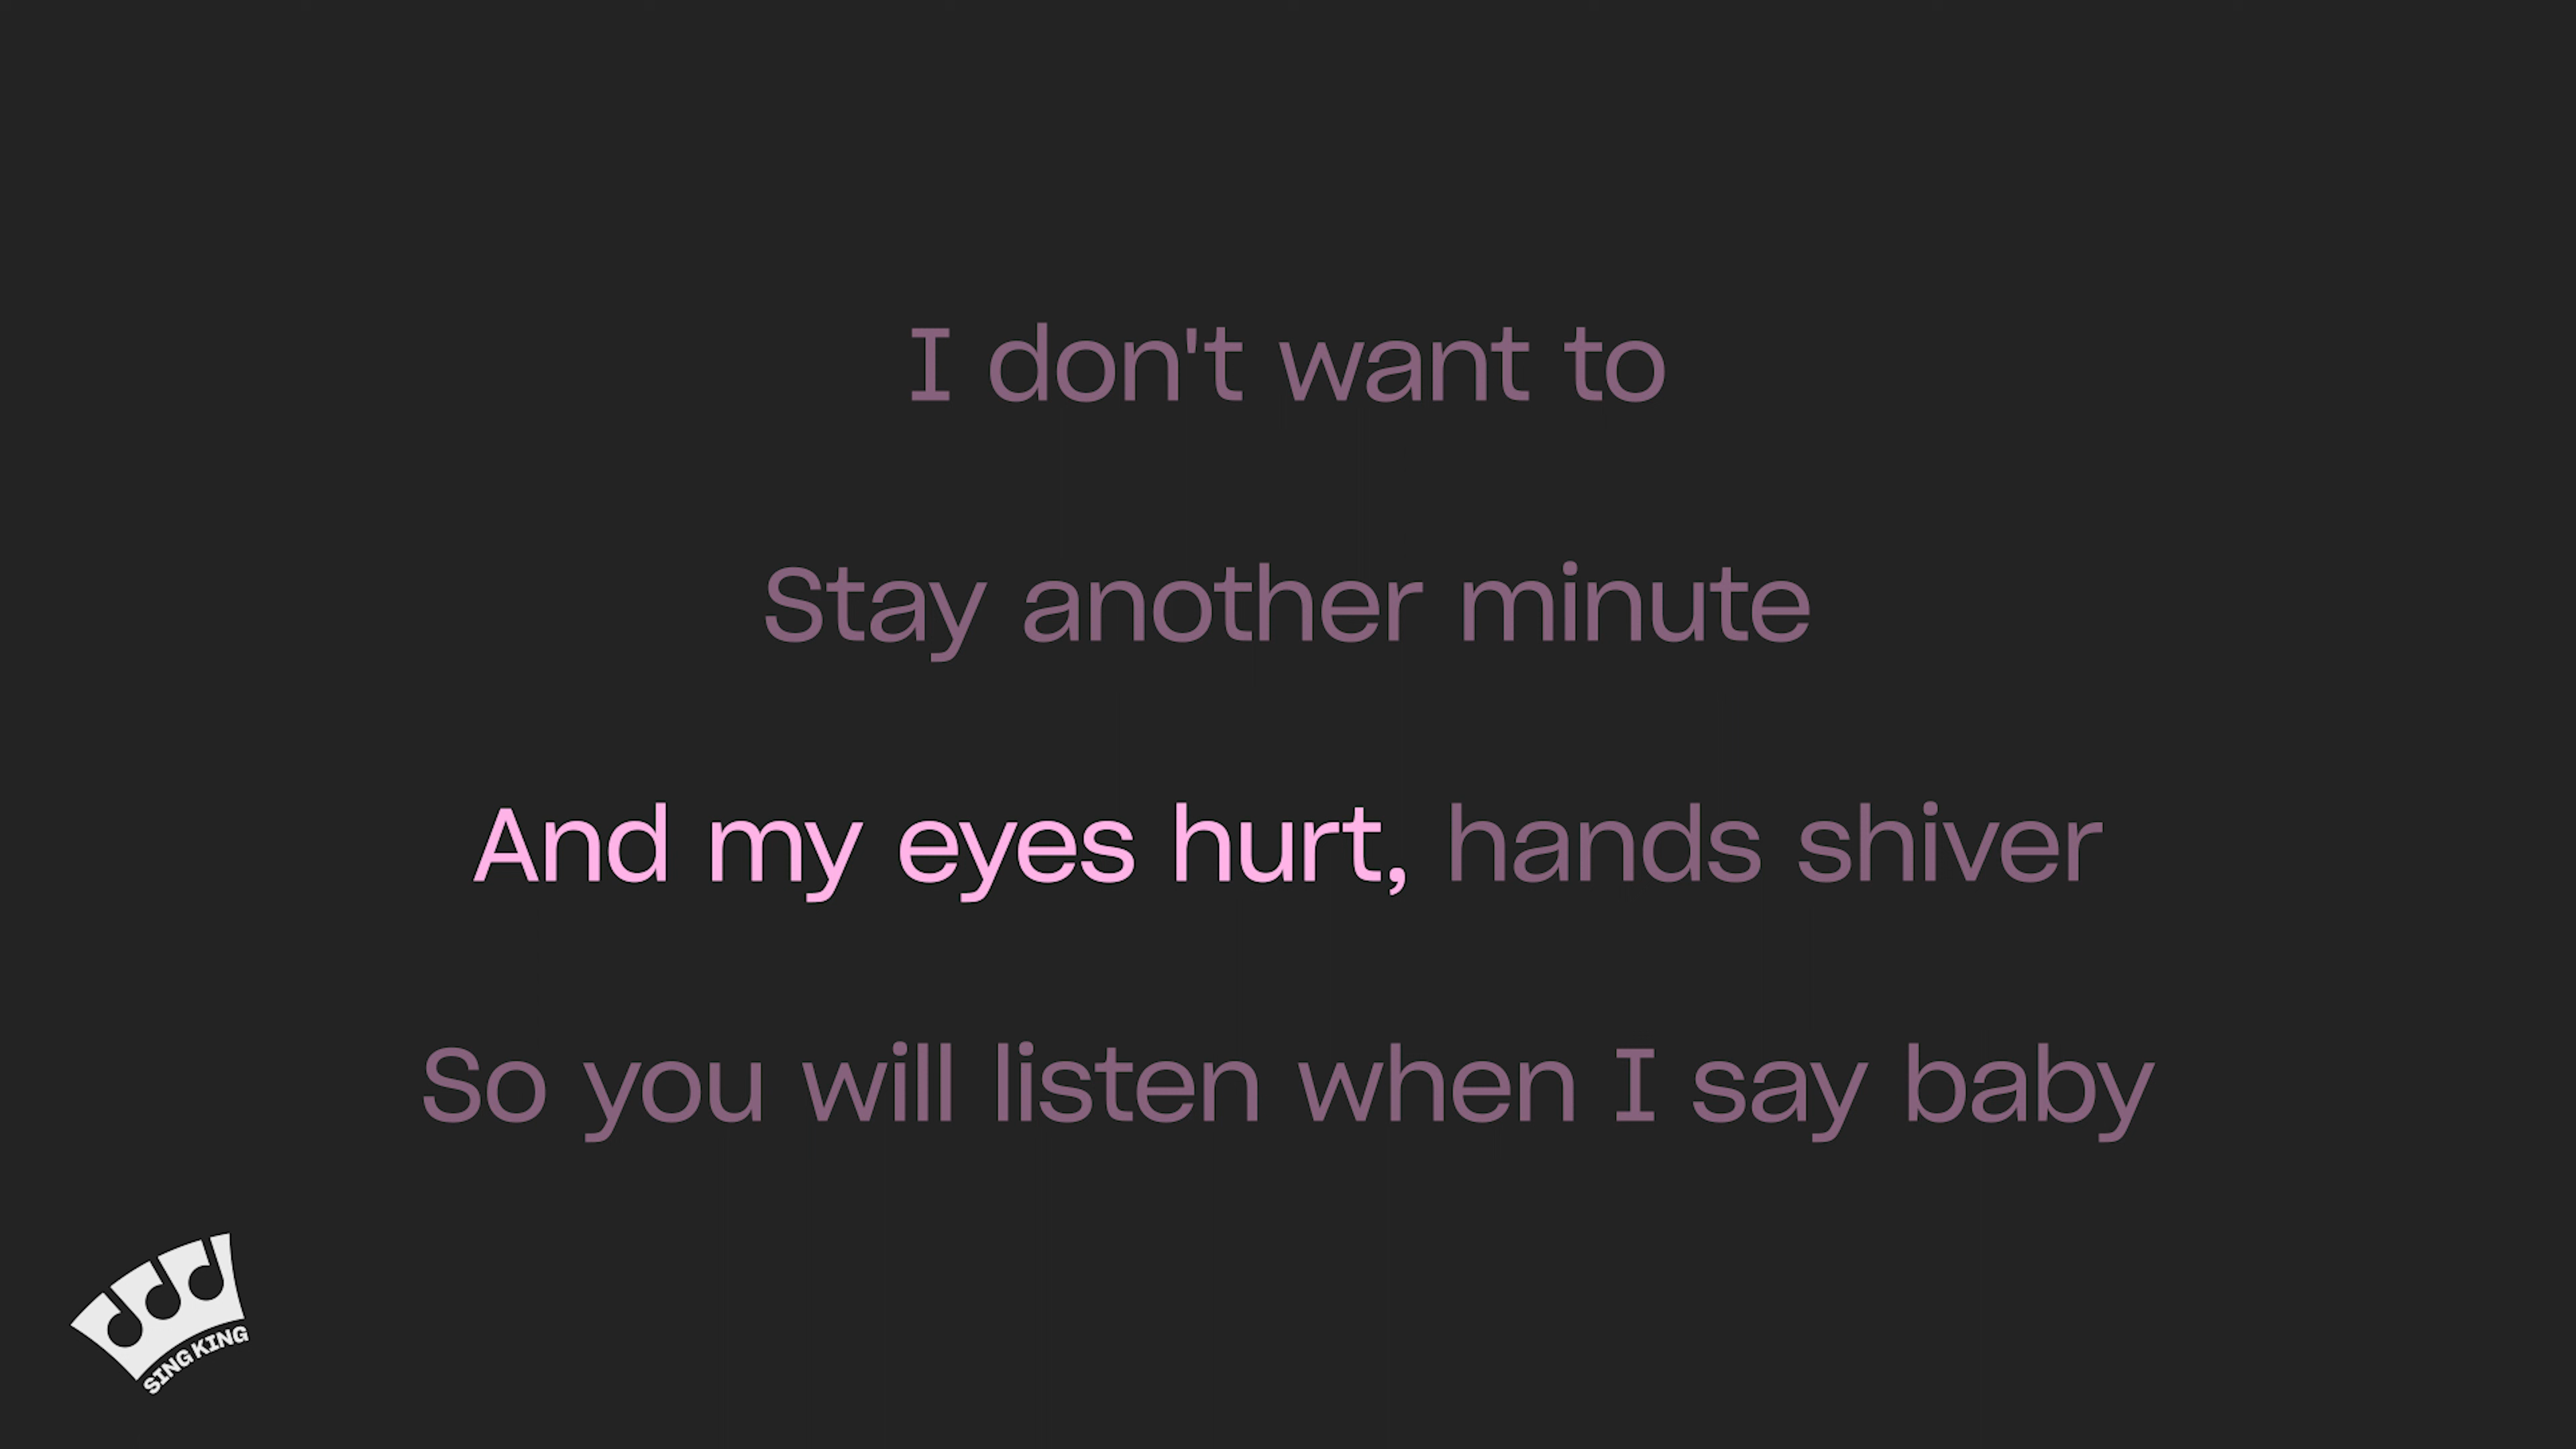 I don't want to
Stay another minute
And my eyes hurt, hands shiver
So you will listen when I say baby
SING KING